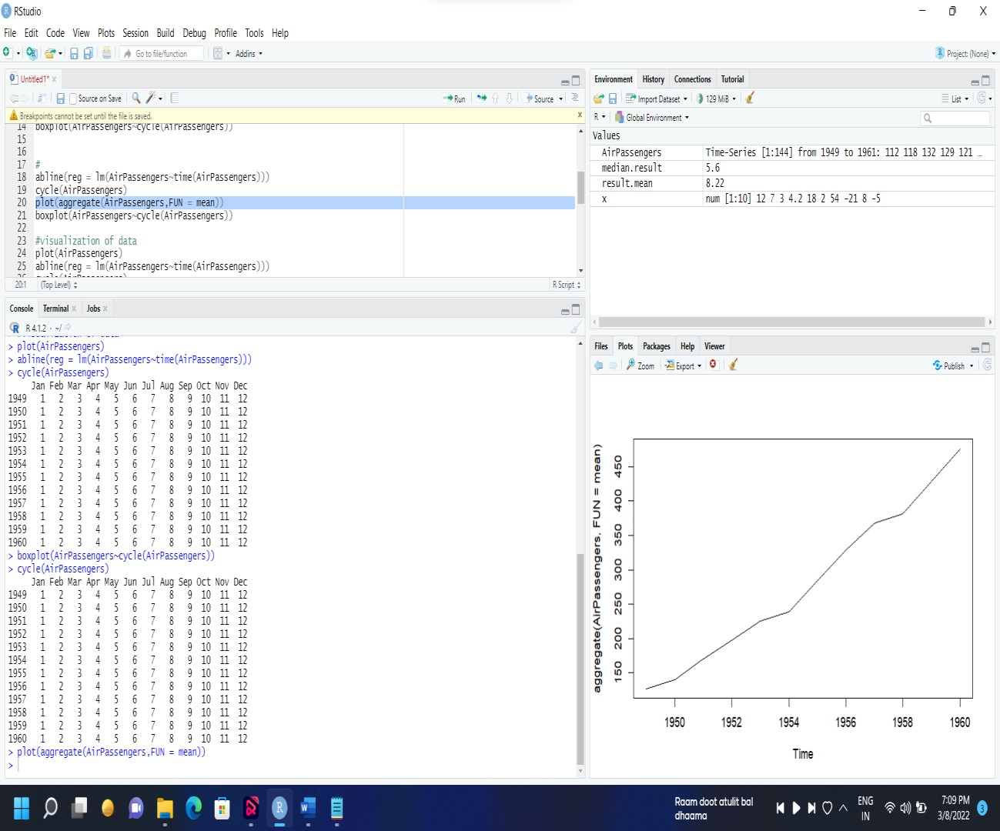 RStudio
File Edit Code View Plots Session Build Debug Profile Tools Help
Go to file/function Addins Project: (None)
Untitled1*
Source on Save Run Source
Breakpoints cannot be set until the file is saved.
14 boxplot(AirPassengers~cycle(AirPassengers))
15
16
17 #
18 abline(reg = lm(AirPassengers~time(AirPassengers)))
19 cycle(AirPassengers)
20 plot(aggregate(AirPassengers,FUN = mean))
21 boxplot(AirPassengers~cycle(AirPassengers))
22
23 #visualization of data
24 plot(AirPassengers)
25 abline(reg = lm(AirPassengers~time(AirPassengers)))
20:1 (Top Level) R Script
Console Terminal Jobs
R 4.1.2 · ~/
> plot(AirPassengers)
> abline(reg = lm(AirPassengers~time(AirPassengers)))
> cycle(AirPassengers)
Jan Feb Mar Apr May Jun Jul Aug Sep Oct Nov Dec
1949 1 2 3 4 5 6 7 8 9 10 11 12
1950 1 2 3 4 5 6 7 8 9 10 11 12
1951 1 2 3 4 5 6 7 8 9 10 11 12
1952 1 2 3 4 5 6 7 8 9 10 11 12
1953 1 2 3 4 5 6 7 8 9 10 11 12
1954 1 2 3 4 5 6 7 8 9 10 11 12
1955 1 2 3 4 5 6 7 8 9 10 11 12
1956 1 2 3 4 5 6 7 8 9 10 11 12
1957 1 2 3 4 5 6 7 8 9 10 11 12
1958 1 2 3 4 5 6 7 8 9 10 11 12
1959 1 2 3 4 5 6 7 8 9 10 11 12
1960 1 2 3 4 5 6 7 8 9 10 11 12
> boxplot(AirPassengers~cycle(AirPassengers))
> cycle(AirPassengers)
Jan Feb Mar Apr May Jun Jul Aug Sep Oct Nov Dec
1949 1 2 3 4 5 6 7 8 9 10 11 12
1950 1 2 3 4 5 6 7 8 9 10 11 12
1951 1 2 3 4 5 6 7 8 9 10 11 12
1952 1 2 3 4 5 6 7 8 9 10 11 12
1953 1 2 3 4 5 6 7 8 9 10 11 12
1954 1 2 3 4 5 6 7 8 9 10 11 12
1955 1 2 3 4 5 6 7 8 9 10 11 12
1956 1 2 3 4 5 6 7 8 9 10 11 12
1957 1 2 3 4 5 6 7 8 9 10 11 12
1958 1 2 3 4 5 6 7 8 9 10 11 12
1959 1 2 3 4 5 6 7 8 9 10 11 12
1960 1 2 3 4 5 6 7 8 9 10 11 12
> plot(aggregate(AirPassengers,FUN = mean))
>
Environment History Connections Tutorial
Import Dataset 129 MiB List
R Global Environment
Values
AirPassengers Time-Series [1:144] from 1949 to 1961: 112 118 132 129 121 …
median.result 5.6
result.mean 8.22
x num [1:10] 12 7 3 4.2 18 2 54 -21 8 -5
Files Plots Packages Help Viewer
Zoom Export Publish
aggregate(AirPassengers, FUN = mean)
450
400
350
300
250
200
150
1950 1952 1954 1956 1958 1960
Time
Raam doot atulit bal
dhaama
ENG
IN
7:09 PM
3/8/2022
3